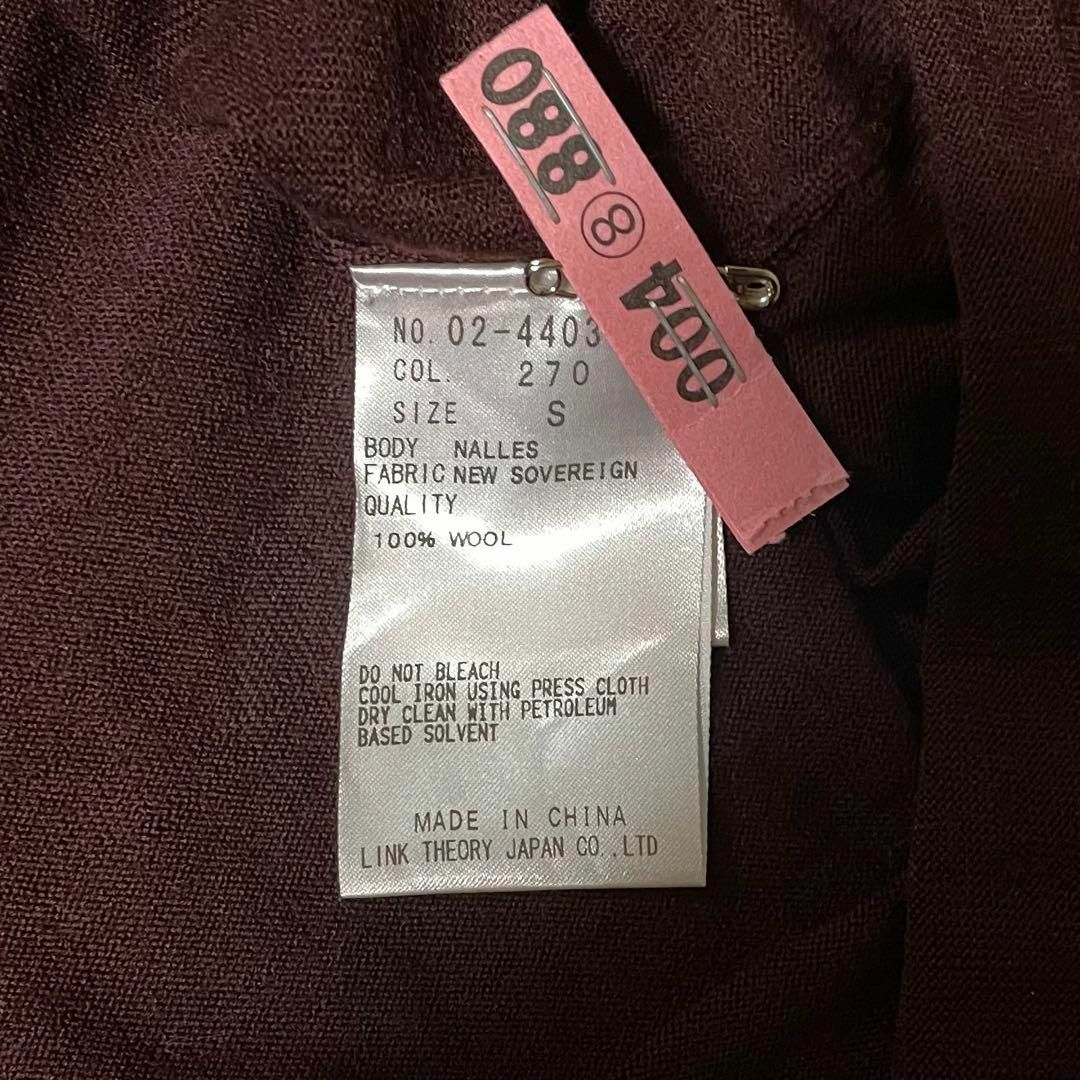 088
⑧
004
NO. 02-4403
COL. 270
SIZE S
BODY NALLES
FABRIC NEW SOVEREIGN
QUALITY
100% WOOL
DO NOT BLEACH
COOL IRON USING PRESS CLOTH
DRY CLEAN WITH PETROLEUM
BASED SOLVENT
MADE IN CHINA
LINK THEORY JAPAN CO.,LTD